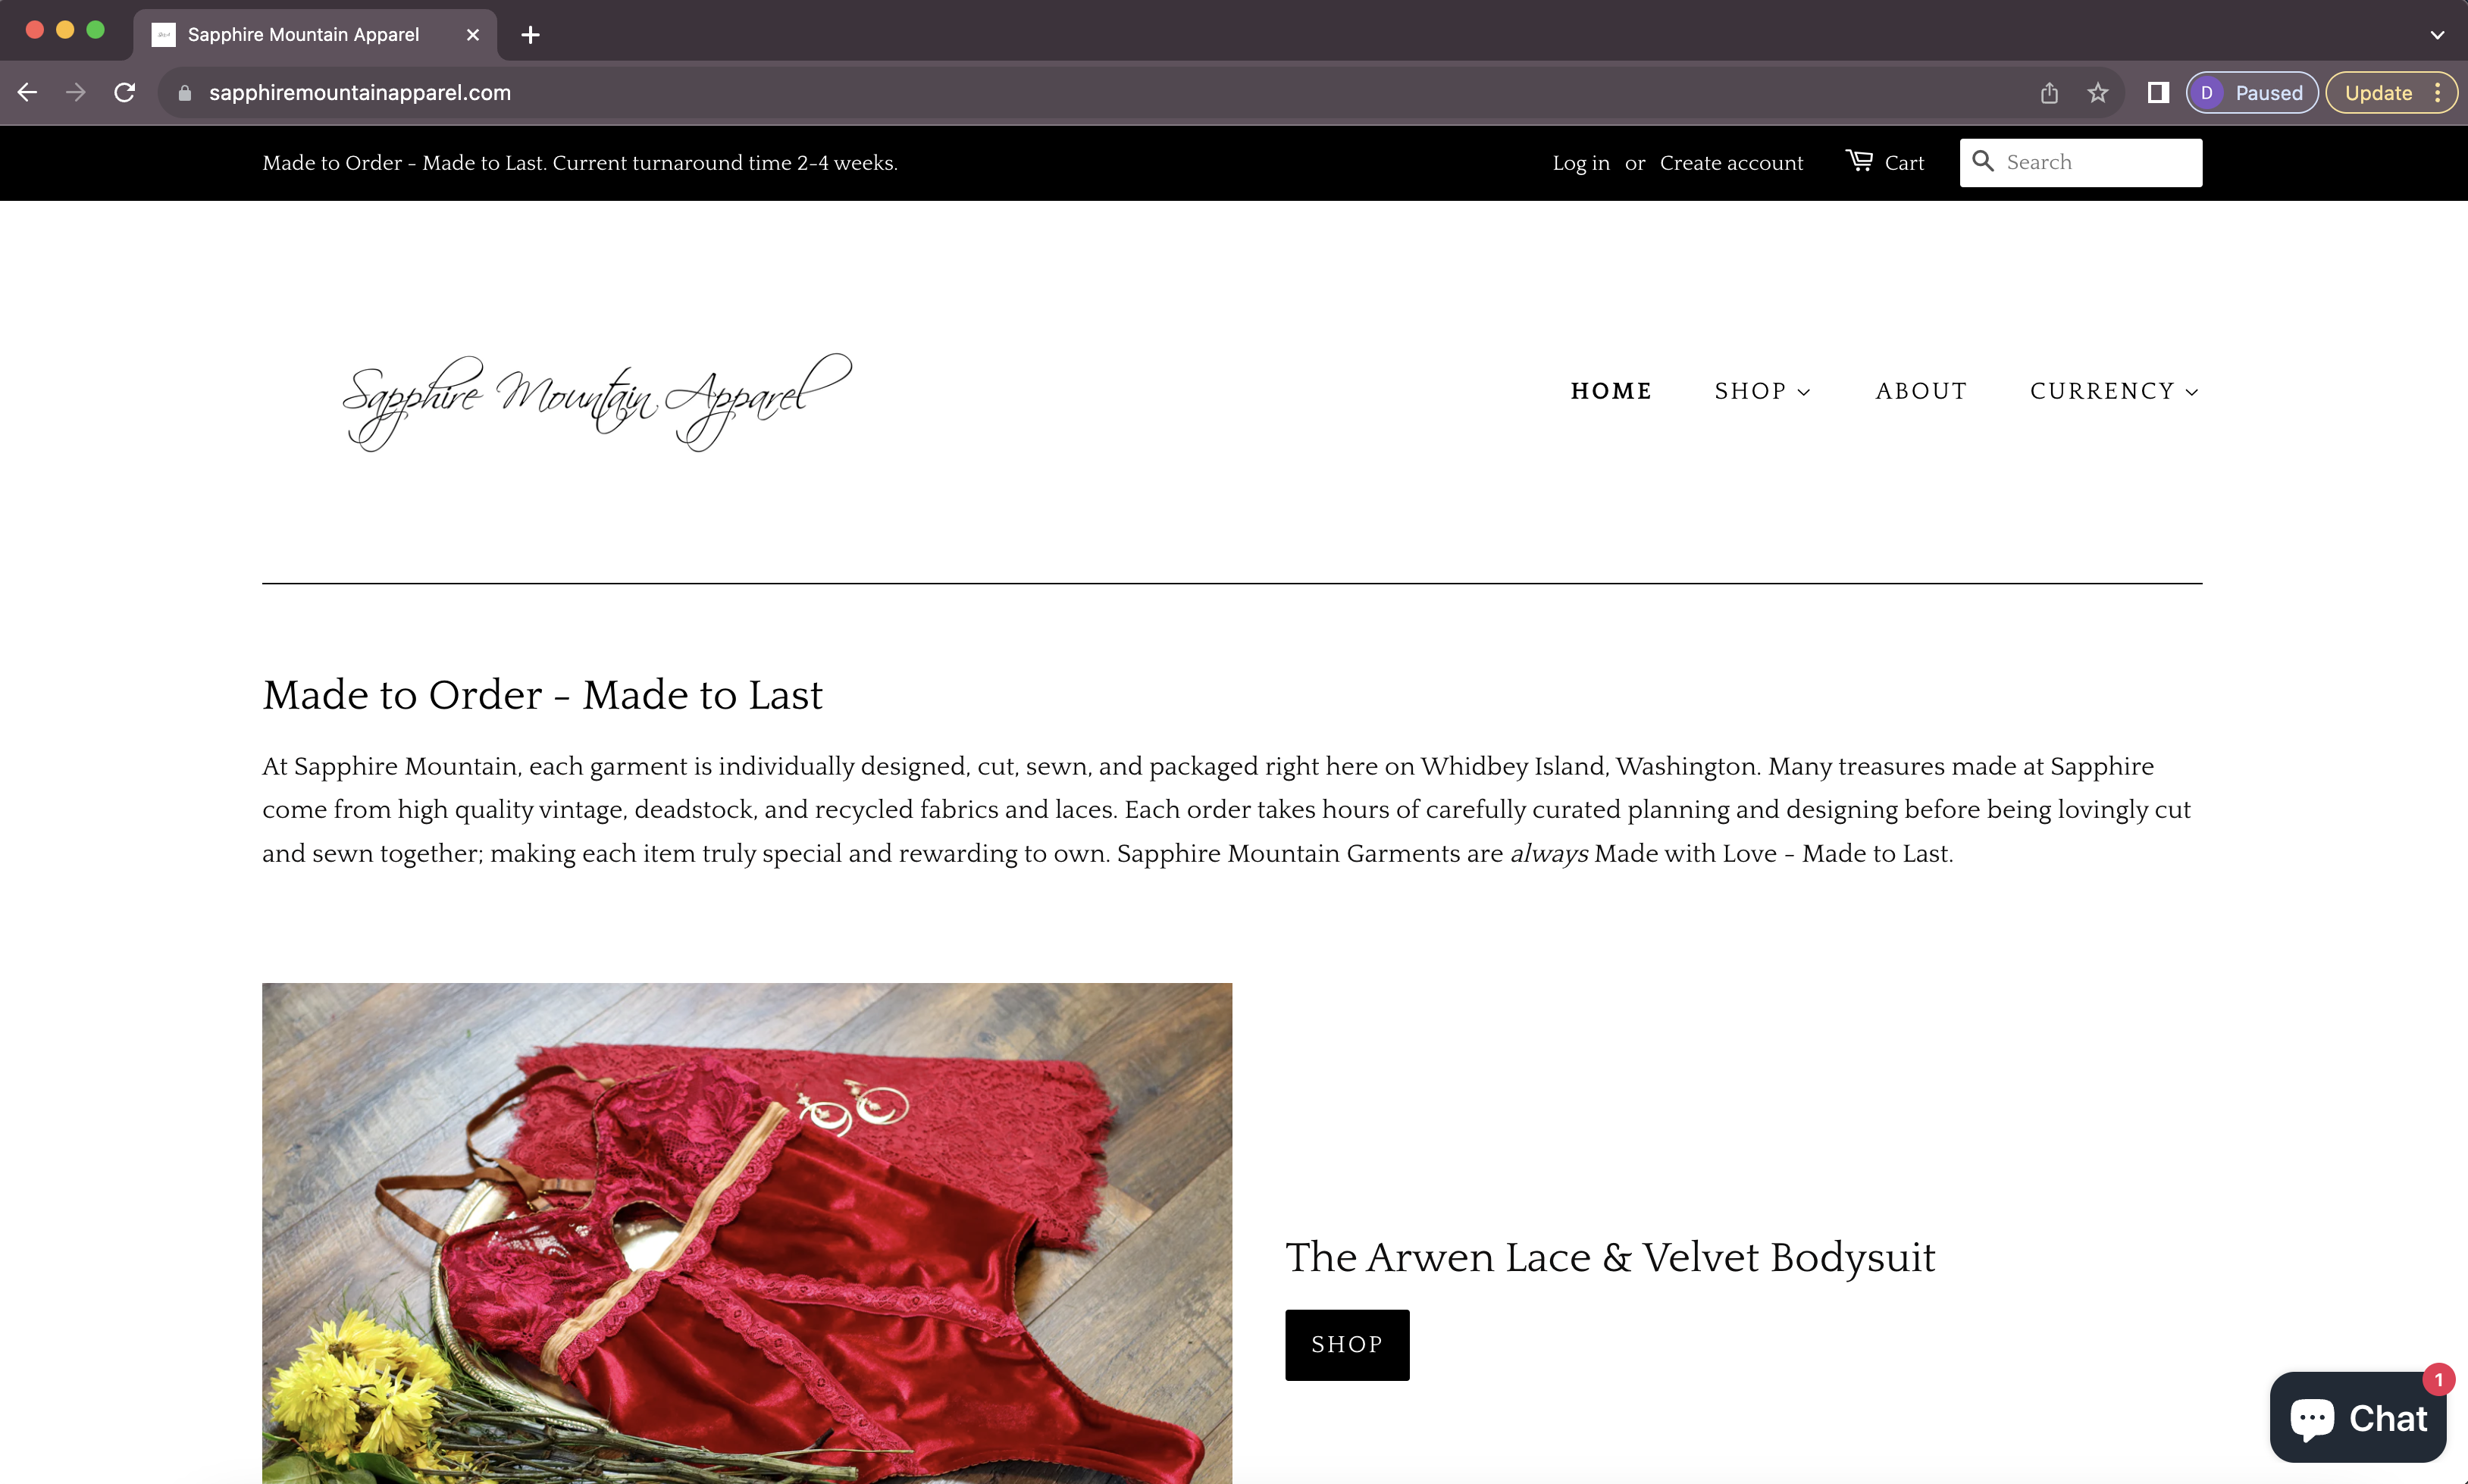 Sapphire Mountain Apparel
sapphiremountainapparel.com
D Paused
Update
Made to Order - Made to Last. Current turnaround time 2-4 weeks.
Log in or Create account
Cart
Search
Sapphire Mountain Apparel
HOME
SHOP
ABOUT
CURRENCY
Made to Order - Made to Last
At Sapphire Mountain, each garment is individually designed, cut, sewn, and packaged right here on Whidbey Island, Washington. Many treasures made at Sapphire
come from high quality vintage, deadstock, and recycled fabrics and laces. Each order takes hours of carefully curated planning and designing before being lovingly cut
and sewn together; making each item truly special and rewarding to own. Sapphire Mountain Garments are always Made with Love - Made to Last.
The Arwen Lace & Velvet Bodysuit
SHOP
1
Chat